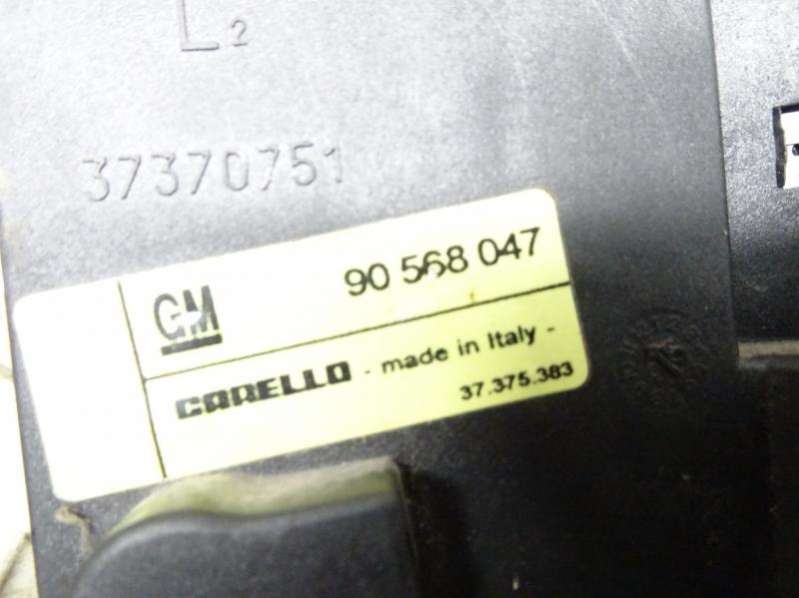 L2
37370751
GM 90 568 047
CARELLO - made in Italy -
37.375.383